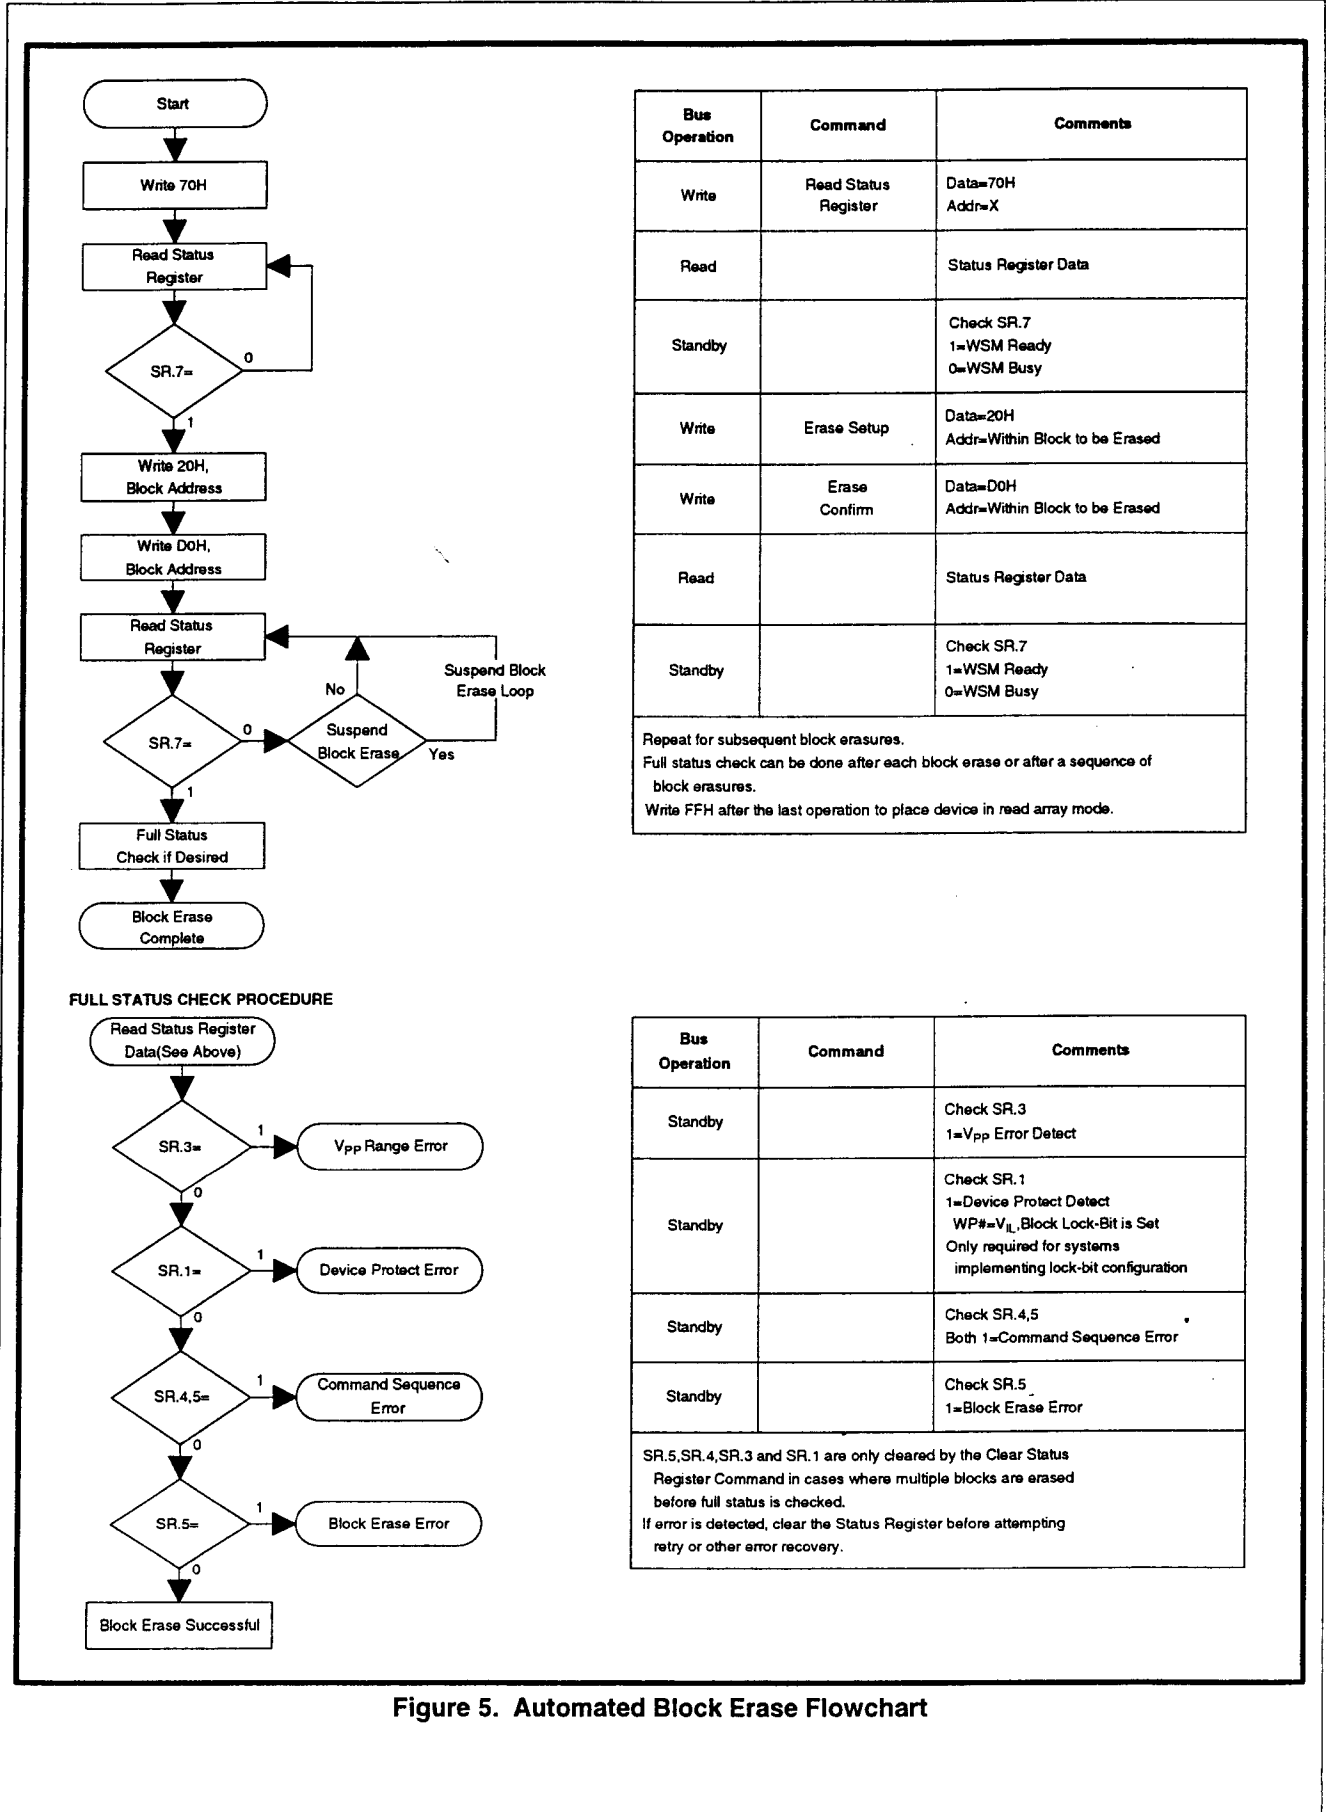 Start
Write 70H
Read Status
Register
SR.7=
0
1
Write 20H,
Block Address
Write D0H,
Block Address
Read Status
Register
SR.7=
0
1
Suspend
Block Erase
No
Yes
Suspend Block
Erase Loop
Full Status
Check if Desired
Block Erase
Complete
Bus
Operation
Command
Comments
Write
Read Status
Register
Data=70H
Addr=X
Read
Status Register Data
Standby
Check SR.7
1=WSM Ready
0=WSM Busy
Write
Erase Setup
Data=20H
Addr=Within Block to be Erased
Write
Erase
Confirm
Data=D0H
Addr=Within Block to be Erased
Read
Status Register Data
Standby
Check SR.7
1=WSM Ready
0=WSM Busy
Repeat for subsequent block erasures.
Full status check can be done after each block erase or after a sequence of
block erasures.
Write FFH after the last operation to place device in read array mode.
FULL STATUS CHECK PROCEDURE
Read Status Register
Data(See Above)
SR.3=
1
VPP Range Error
0
SR.1=
1
Device Protect Error
0
SR.4,5=
1
Command Sequence
Error
0
SR.5=
1
Block Erase Error
0
Block Erase Successful
Bus
Operation
Command
Comments
Standby
Check SR.3
1=VPP Error Detect
Standby
Check SR.1
1=Device Protect Detect
WP#=VIL,Block Lock-Bit is Set
Only required for systems
implementing lock-bit configuration
Standby
Check SR.4,5
Both 1=Command Sequence Error
Standby
Check SR.5
1=Block Erase Error
SR.5,SR.4,SR.3 and SR.1 are only cleared by the Clear Status
Register Command in cases where multiple blocks are erased
before full status is checked.
If error is detected, clear the Status Register before attempting
retry or other error recovery.
Figure 5. Automated Block Erase Flowchart